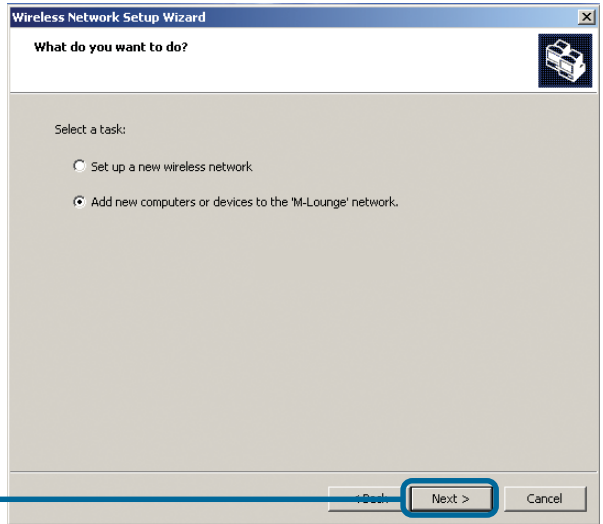 Wireless Network Setup Wizard
What do you want to do?
Select a task:
Set up a new wireless network
Add new computers or devices to the 'M-Lounge' network.
< Back Next > Cancel